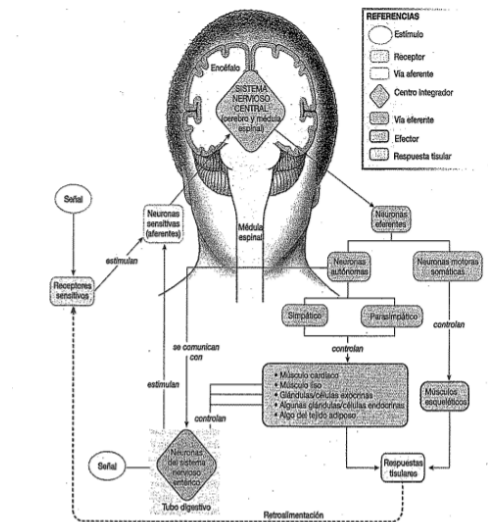 REFERENCIAS
Estímulo
Receptor
Vía aferente
Centro integrador
Vía eferente
Efector
Respuesta tisular
Encéfalo
SISTEMA
NERVIOSO
CENTRAL
(cerebro y médula
espinal)
Señal
Neuronas
sensitivas
(aferentes)
Médula
espinal
Neuronas
eferentes
estimulan
Receptores
sensitivos
Neuronas
autónomas
Neuronas motoras
somáticas
Simpático
Parasimpático
se comunican
con
controlan
controlan
estimulan
controlan
• Músculo cardíaco
• Músculo liso
• Glándulas/células exocrinas
• Algunas glándulas/células endocrinas
• Algo del tejido adiposo
Músculos
esqueléticos
Señal
Neuronas
del sistema
nervioso
entérico
Tubo digestivo
Respuestas
tisulares
Retroalimentación